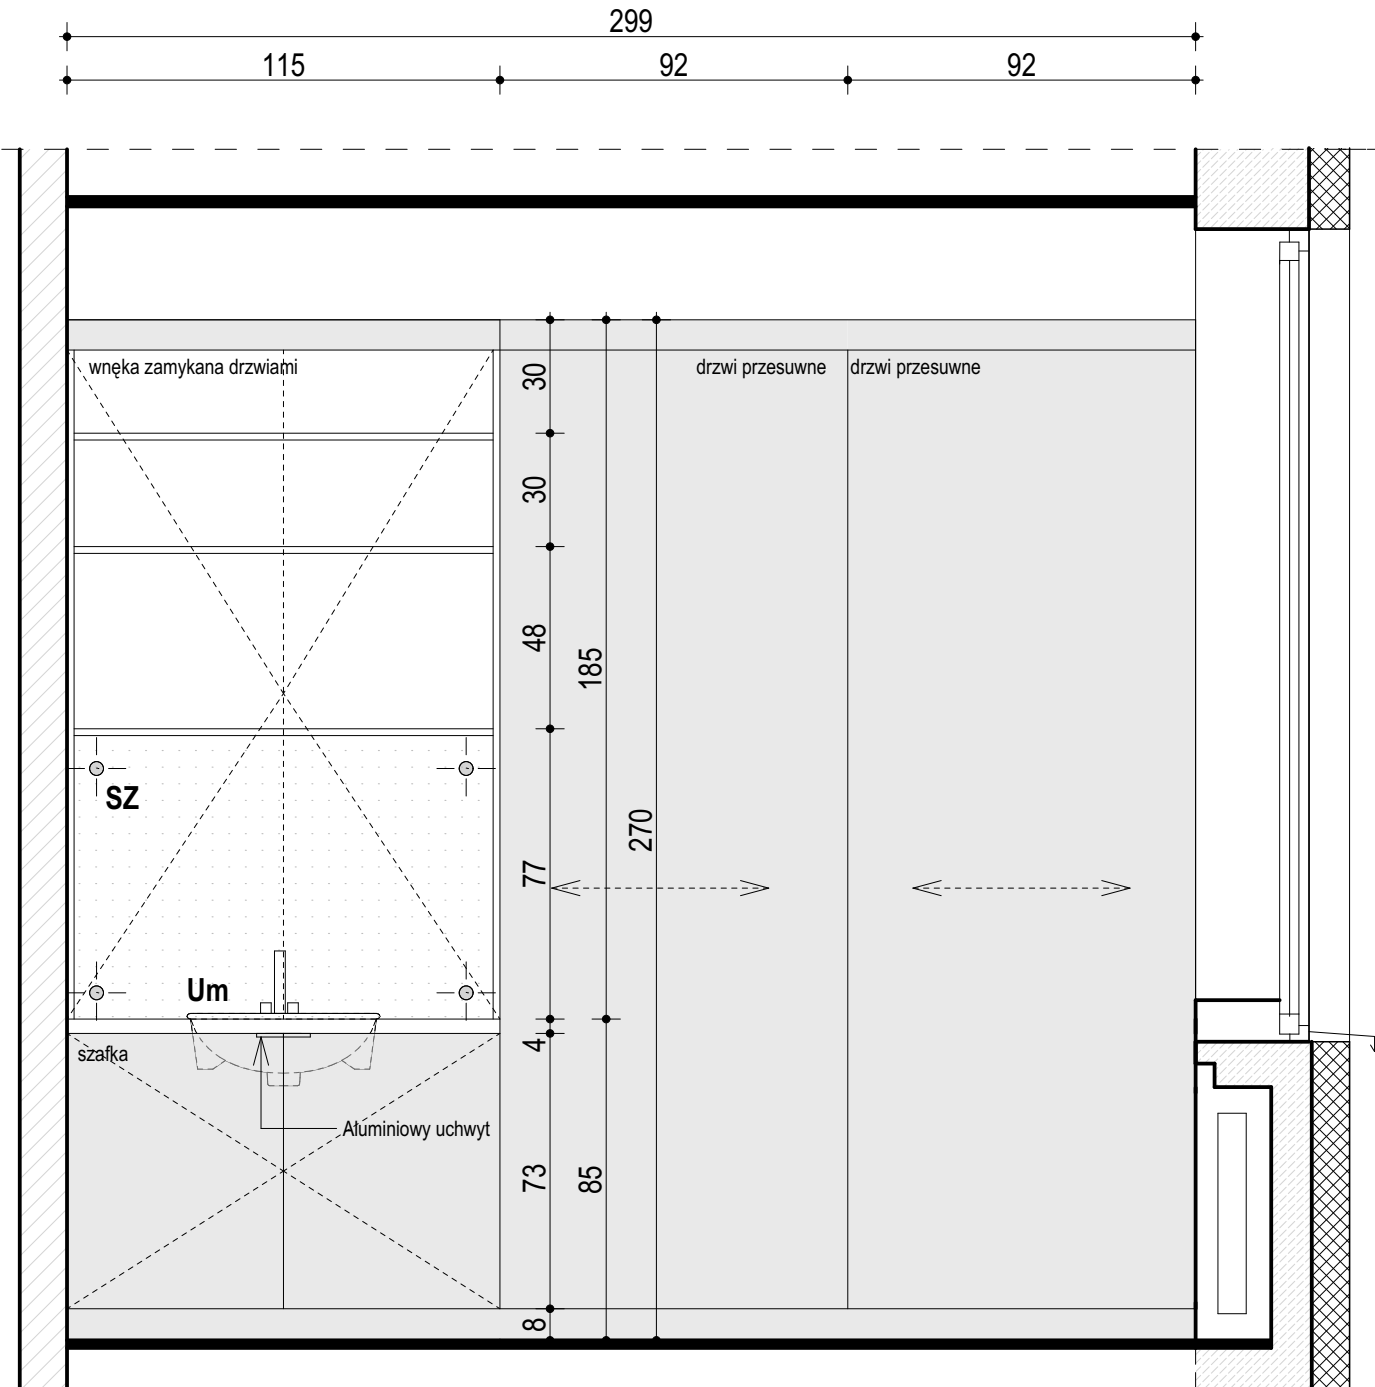 299
115 92 92
wnęka zamykana drzwiami
drzwi przesuwne drzwi przesuwne
30
30
48
185
SZ
270
77
Um
4
szafka
Aluminiowy uchwyt
73
85
8